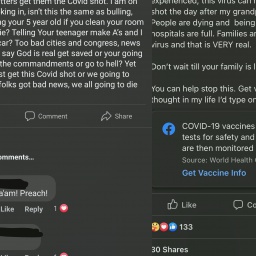 tters get them the Covid shot. I am on
king in, isn't this the same as bulling,
ng your 5 year old if you clean your room
ie? Telling your Teenager make A's and I
car? Too bad cities and congress, news
say God is real get saved or your going
the commandments or go to hell? Yet
st get this Covid shot or we going to
folks got bad news, we all going to die
Comment
Share
omments...
a'am! Preach!
Like Reply 1
experienced, this virus can h
shot the day after my grandp
People are dying and being
hospitals are full. Families ar
virus and that is VERY real.
Don't wait till your family is l
You can help this. Get v
thought in my life I'd type on
COVID-19 vaccines
tests for safety and
are then monitored
Source: World Health
Get Vaccine Info
Like
Co
133
30 Shares